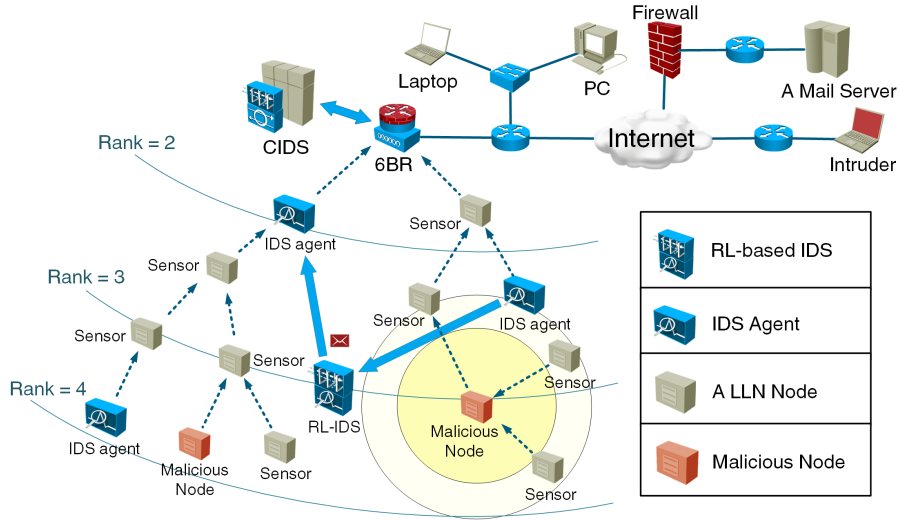 Firewall
Laptop
PC
A Mail Server
CIDS
6BR
Internet
Intruder
Rank = 2
Sensor
IDS agent
Sensor
RL-based IDS
Rank = 3
Sensor
IDS agent
IDS Agent
Sensor
Sensor
Sensor
Rank = 4
A LLN Node
RL-IDS
Malicious
Node
IDS agent
Malicious
Node
Sensor
Malicious Node
Sensor